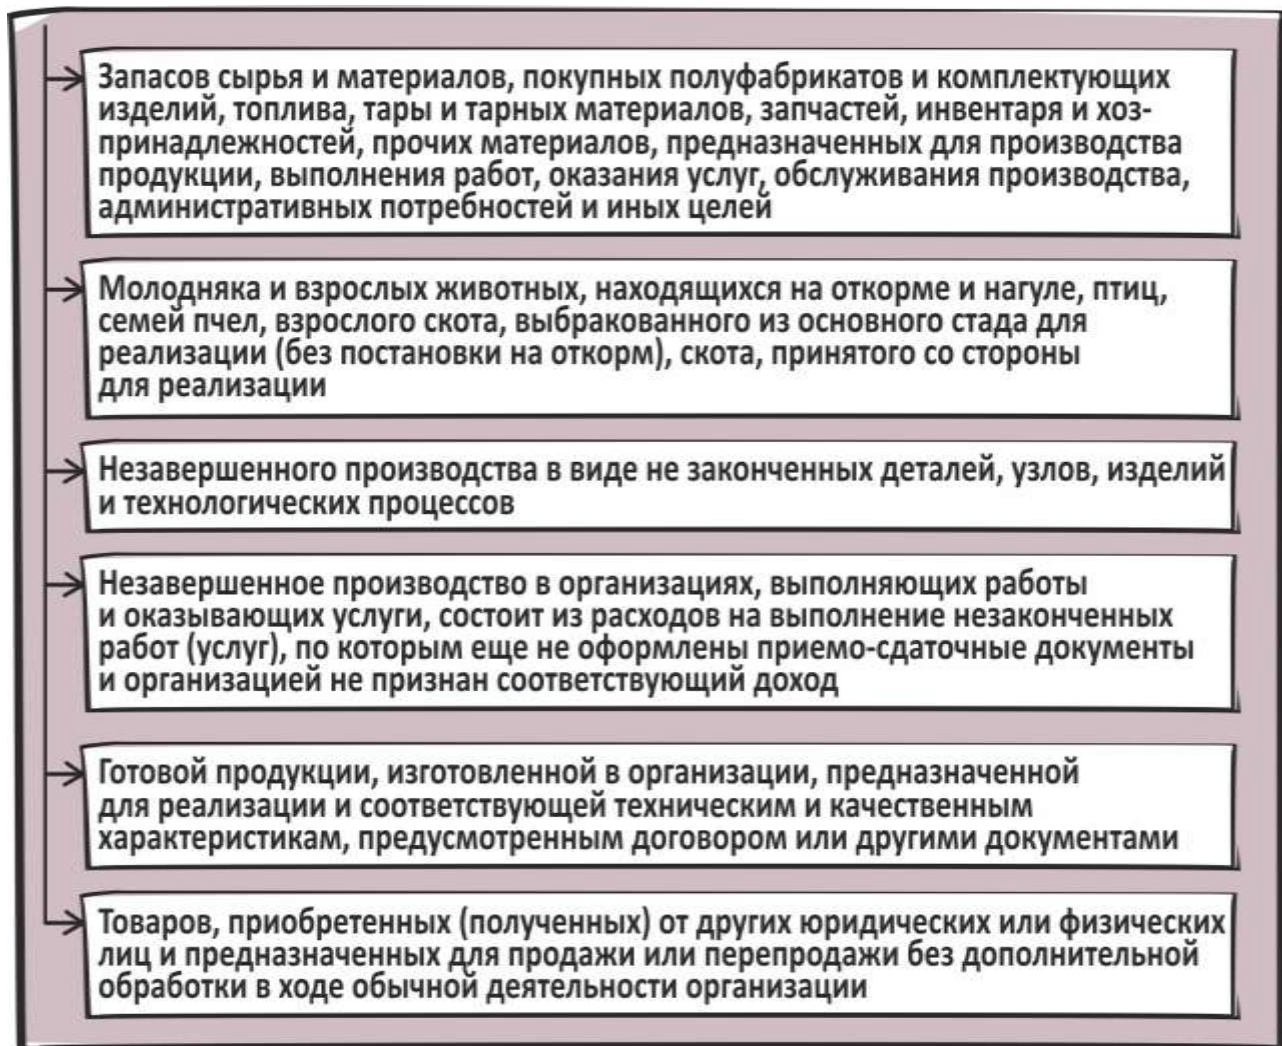 Запасов сырья и материалов, покупных полуфабрикатов и комплектующих
изделий, топлива, тары и тарных материалов, запчастей, инвентаря и хоз-
принадлежностей, прочих материалов, предназначенных для производства
продукции, выполнения работ, оказания услуг, обслуживания производства,
административных потребностей и иных целей
Молодняка и взрослых животных, находящихся на откорме и нагуле, птиц,
семей пчел, взрослого скота, выбракованного из основного стада для
реализации (без постановки на откорм), скота, принятого со стороны
для реализации
Незавершенного производства в виде не законченных деталей, узлов, изделий
и технологических процессов
Незавершенное производство в организациях, выполняющих работы
и оказывающих услуги, состоит из расходов на выполнение незаконченных
работ (услуг), по которым еще не оформлены приемо-сдаточные документы
и организацией не признан соответствующий доход
Готовой продукции, изготовленной в организации, предназначенной
для реализации и соответствующей техническим и качественным
характеристикам, предусмотренным договором или другими документами
Товаров, приобретенных (полученных) от других юридических или физических
лиц и предназначенных для продажи или перепродажи без дополнительной
обработки в ходе обычной деятельности организации